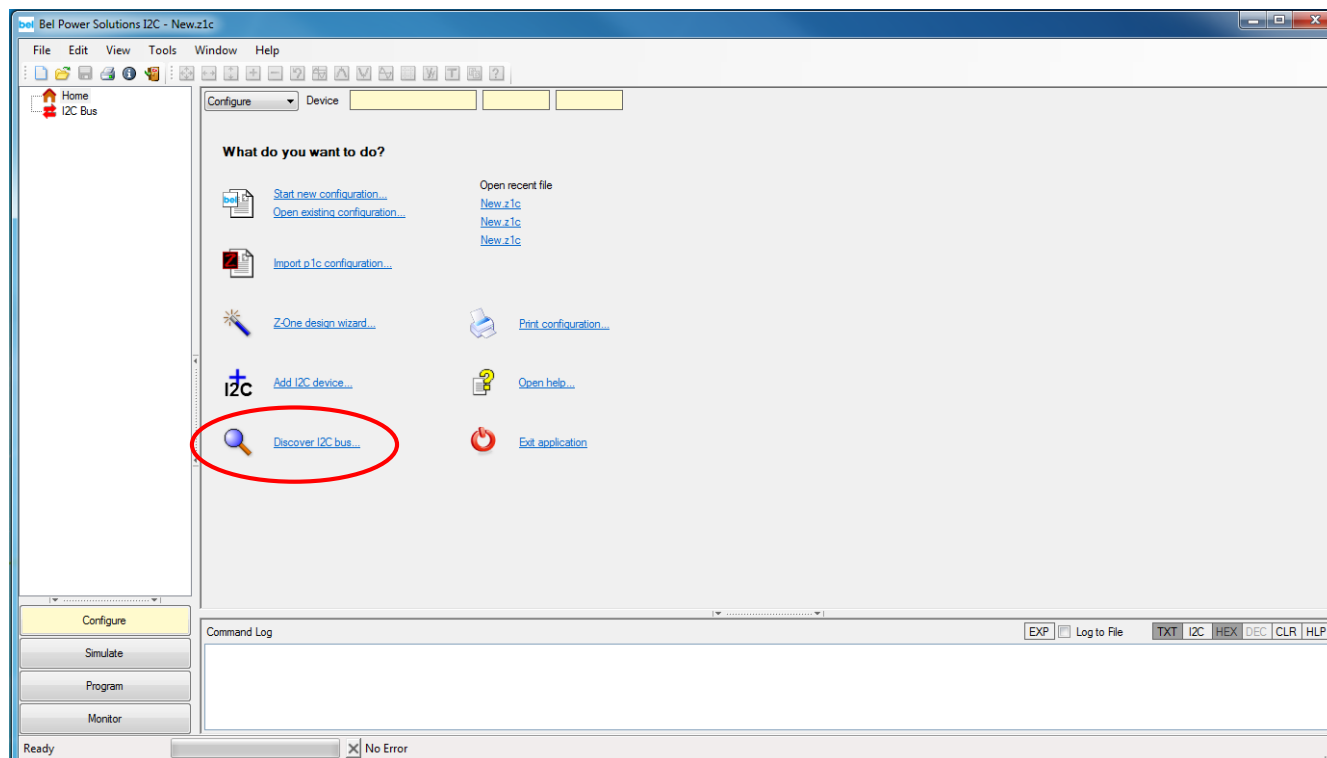 bel Bel Power Solutions I2C - New.z1c
File Edit View Tools Window Help
Home
I2C Bus
Configure Device
What do you want to do?
bel Start new configuration...
Open existing configuration...
Open recent file
New.z1c
New.z1c
New.z1c
Z Import p1c configuration...
Z-One design wizard... Print configuration...
I2C Add I2C device... Open help...
Discover I2C bus... Exit application
Configure
Simulate
Program
Monitor
Command Log EXP Log to File TXT I2C HEX DEC CLR HLP
Ready No Error